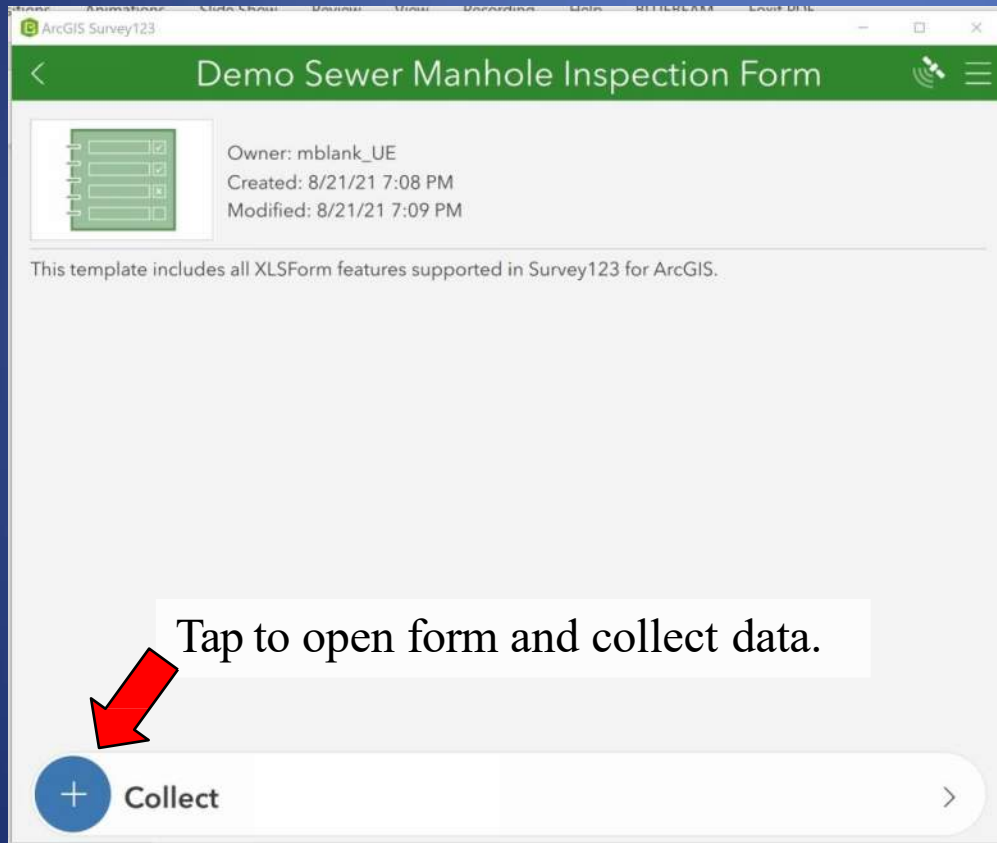 ArcGIS Survey123
Demo Sewer Manhole Inspection Form
Owner: mblank_UE
Created: 8/21/21 7:08 PM
Modified: 8/21/21 7:09 PM
This template includes all XLSForm features supported in Survey123 for ArcGIS.
Tap to open form and collect data.
Collect